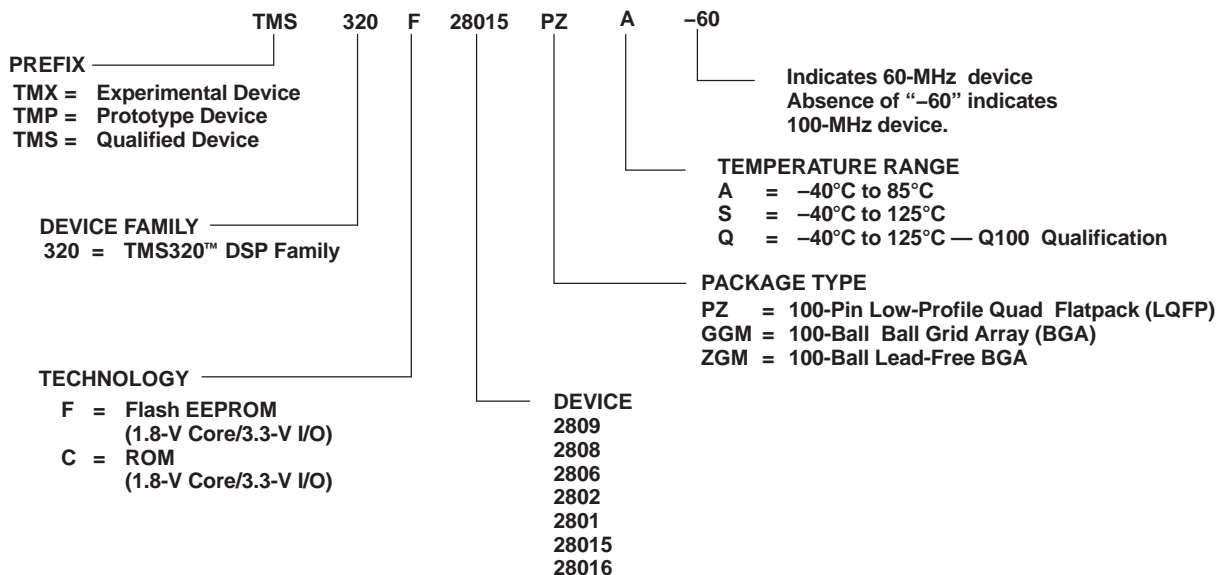 TMS 320 F 28015 PZ A −60
PREFIX
TMX = Experimental Device
TMP = Prototype Device
TMS = Qualified Device
Indicates 60-MHz device
Absence of “−60” indicates
100-MHz device.
TEMPERATURE RANGE
A = −40°C to 85°C
S = −40°C to 125°C
Q = −40°C to 125°C — Q100 Qualification
DEVICE FAMILY
320 = TMS320™ DSP Family
PACKAGE TYPE
PZ = 100-Pin Low-Profile Quad Flatpack (LQFP)
GGM = 100-Ball Ball Grid Array (BGA)
ZGM = 100-Ball Lead-Free BGA
TECHNOLOGY
F = Flash EEPROM
(1.8-V Core/3.3-V I/O)
C = ROM
(1.8-V Core/3.3-V I/O)
DEVICE
2809
2808
2806
2802
2801
28015
28016